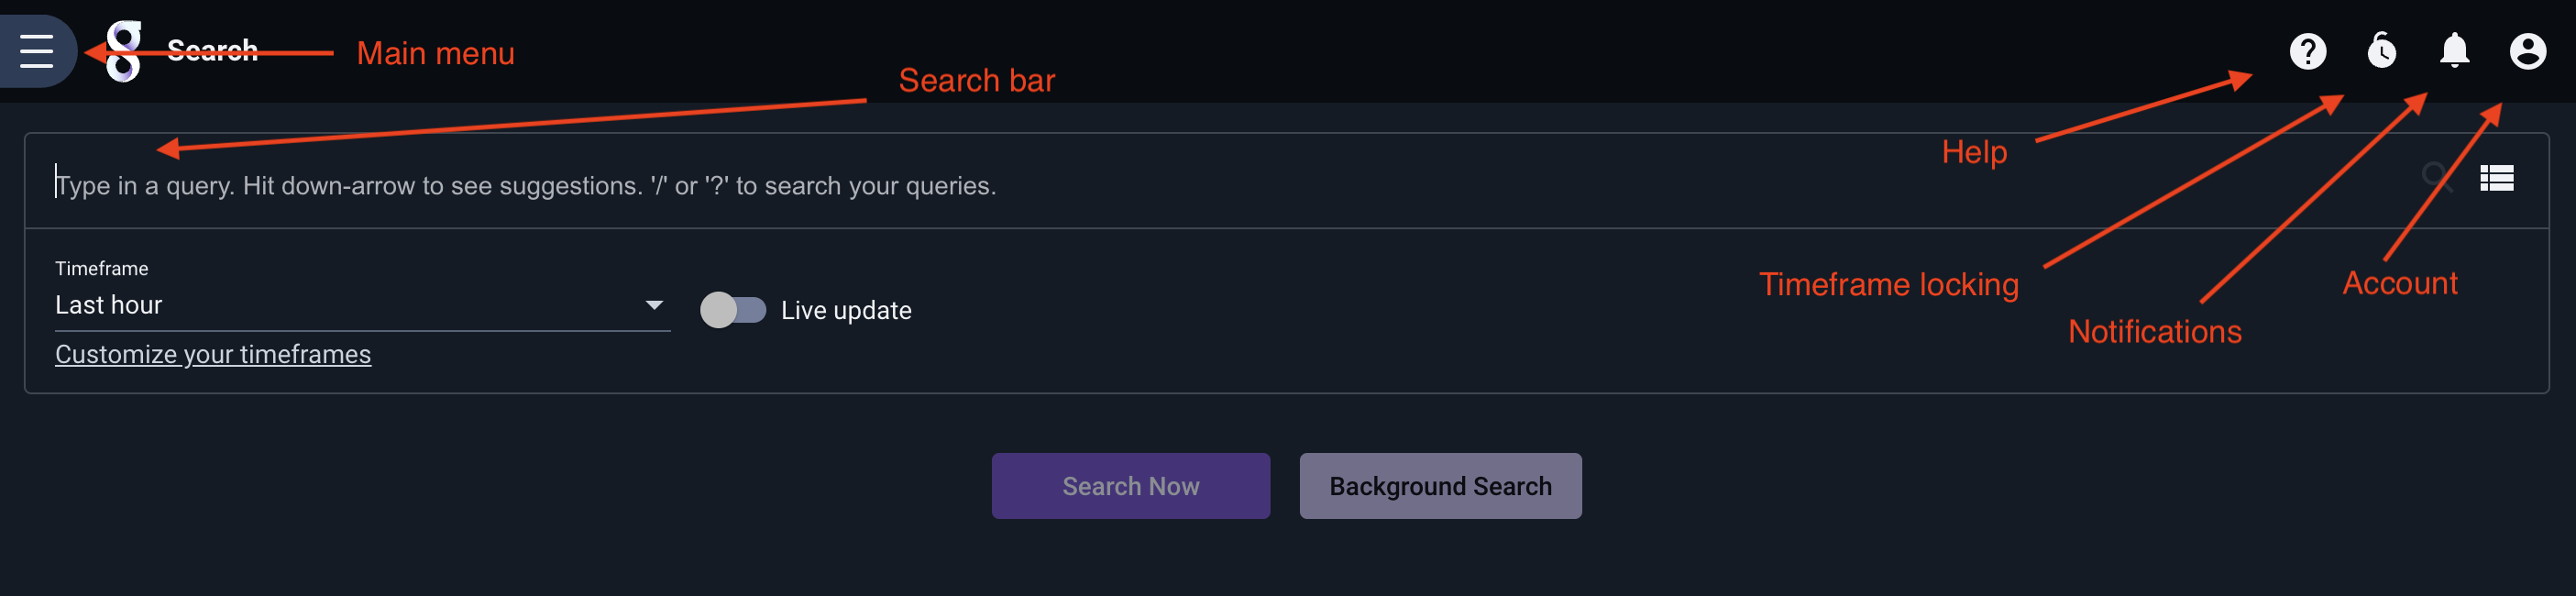 Search
Main menu
Search bar
Type in a query. Hit down-arrow to see suggestions. '/' or '?' to search your queries.
Help
Timeframe
Last hour
Live update
Customize your timeframes
Timeframe locking
Notifications
Account
Search Now
Background Search